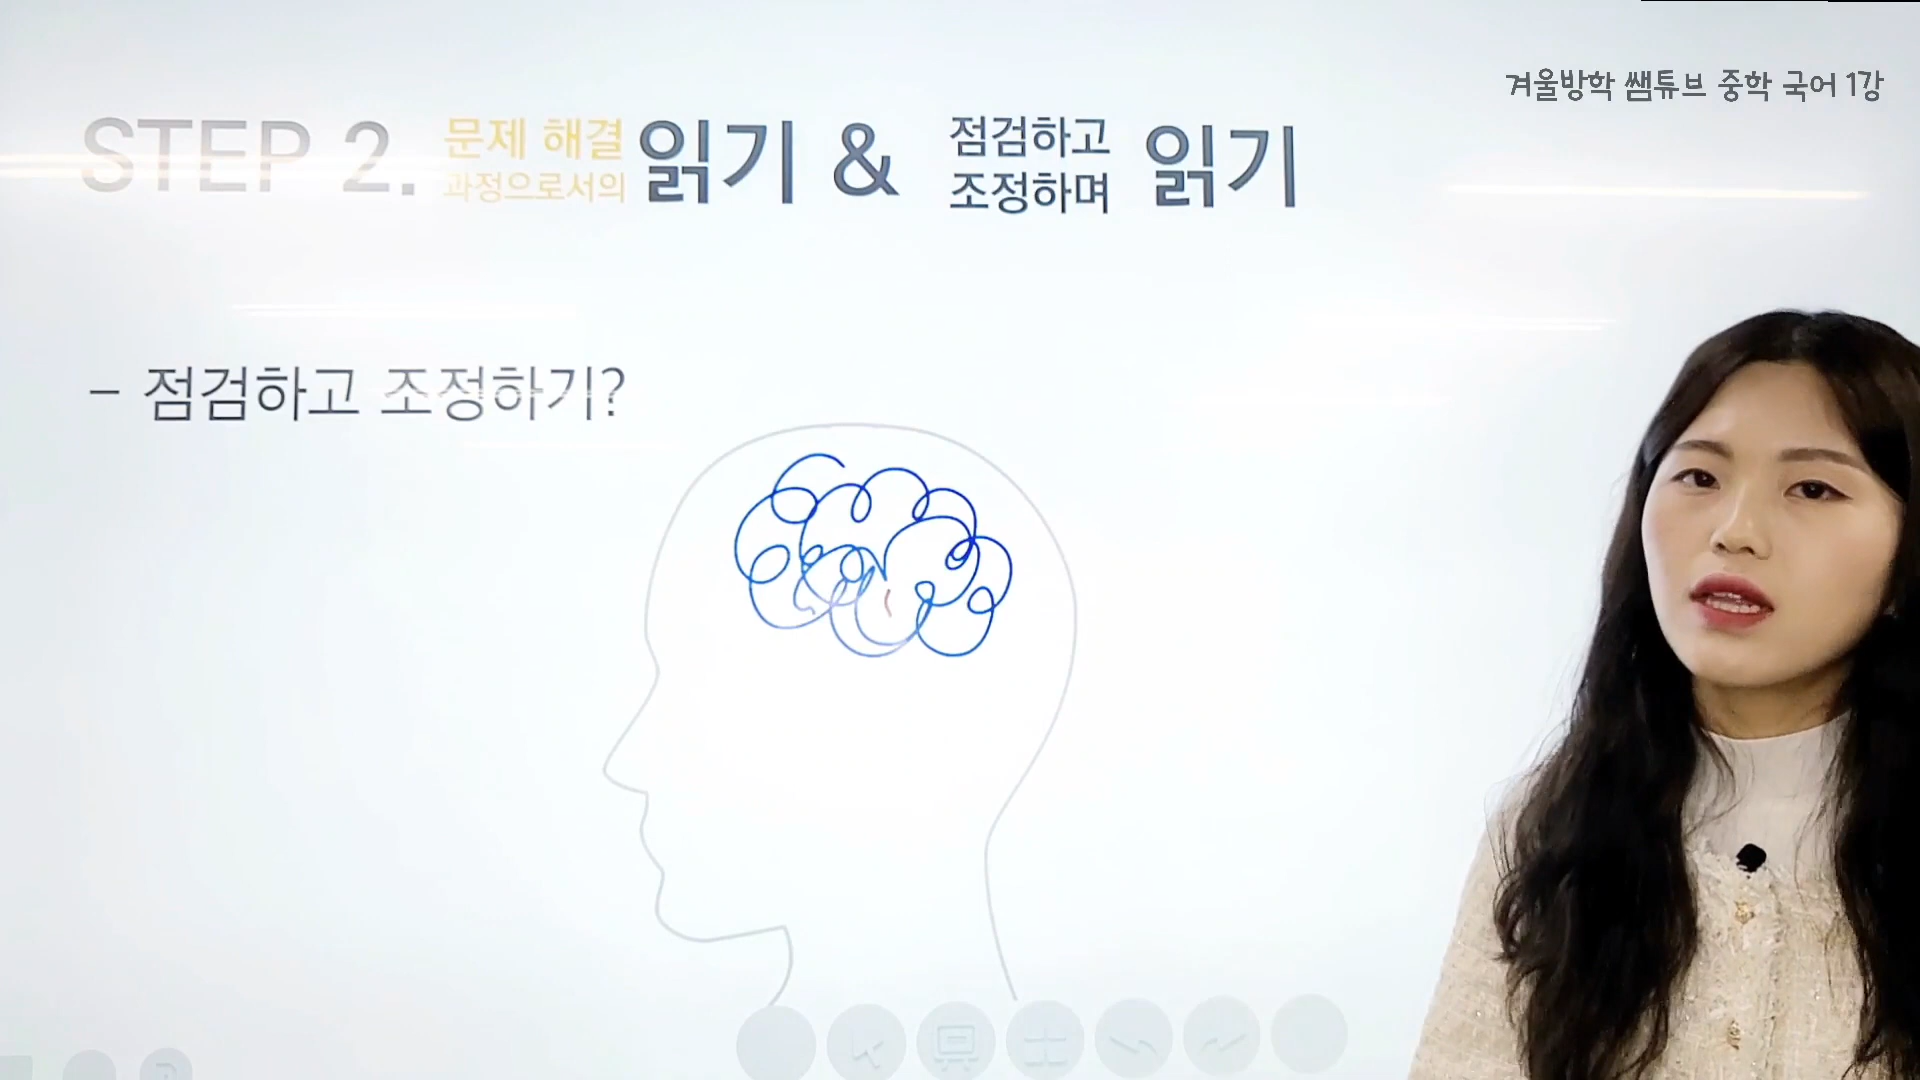 겨울방학 쌤튜브 중학 국어 1강
STEP 2. 문제 해결 과정으로서의 읽기 & 점검하고 조정하며 읽기
- 점검하고 조정하기?